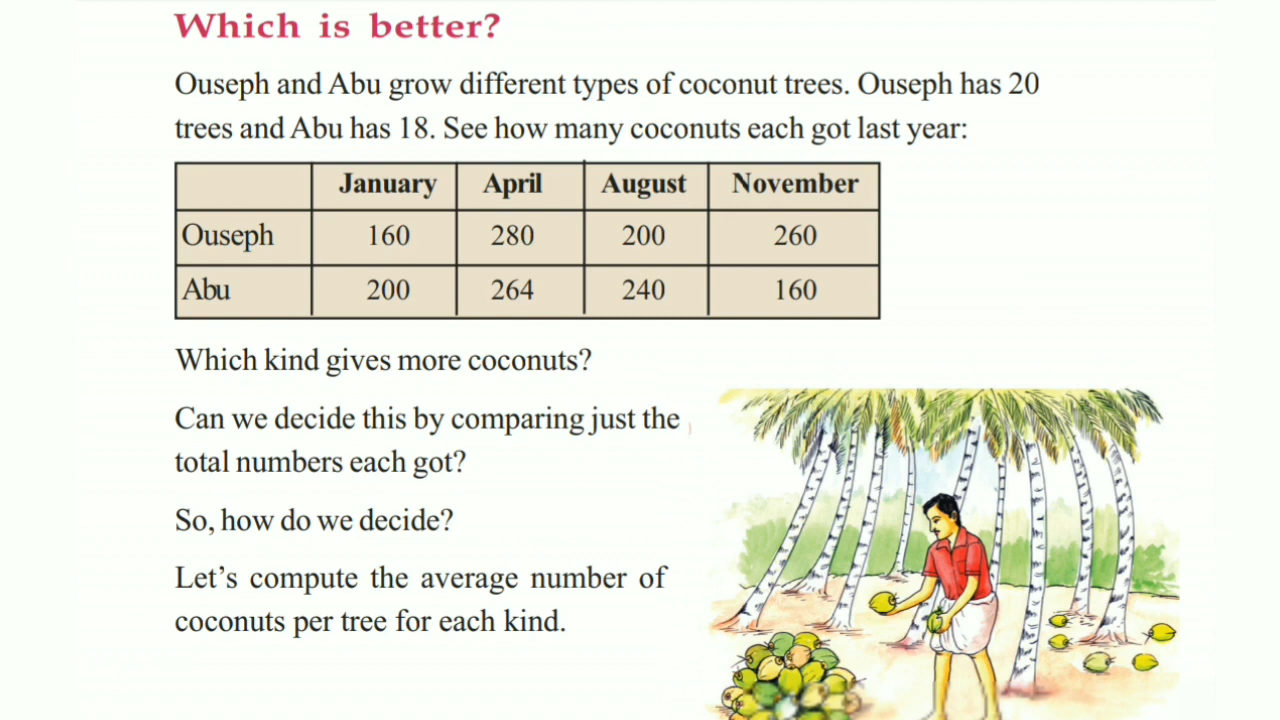 Which is better?
Ouseph and Abu grow different types of coconut trees. Ouseph has 20
trees and Abu has 18. See how many coconuts each got last year:
January April August November
Ouseph 160 280 200 260
Abu 200 264 240 160
Which kind gives more coconuts?
Can we decide this by comparing just the
total numbers each got?
So, how do we decide?
Let's compute the average number of
coconuts per tree for each kind.